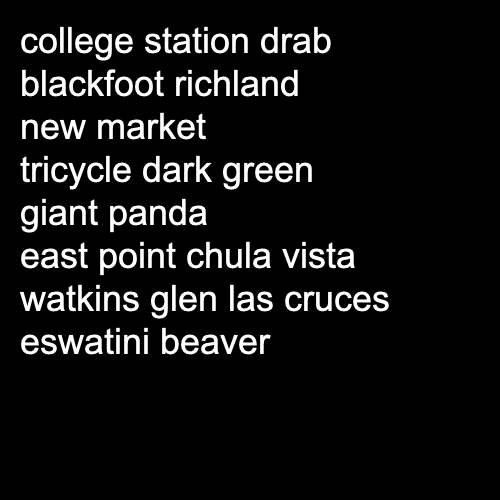 college station drab
blackfoot richland
new market
tricycle dark green
giant panda
east point chula vista
watkins glen las cruces
eswatini beaver